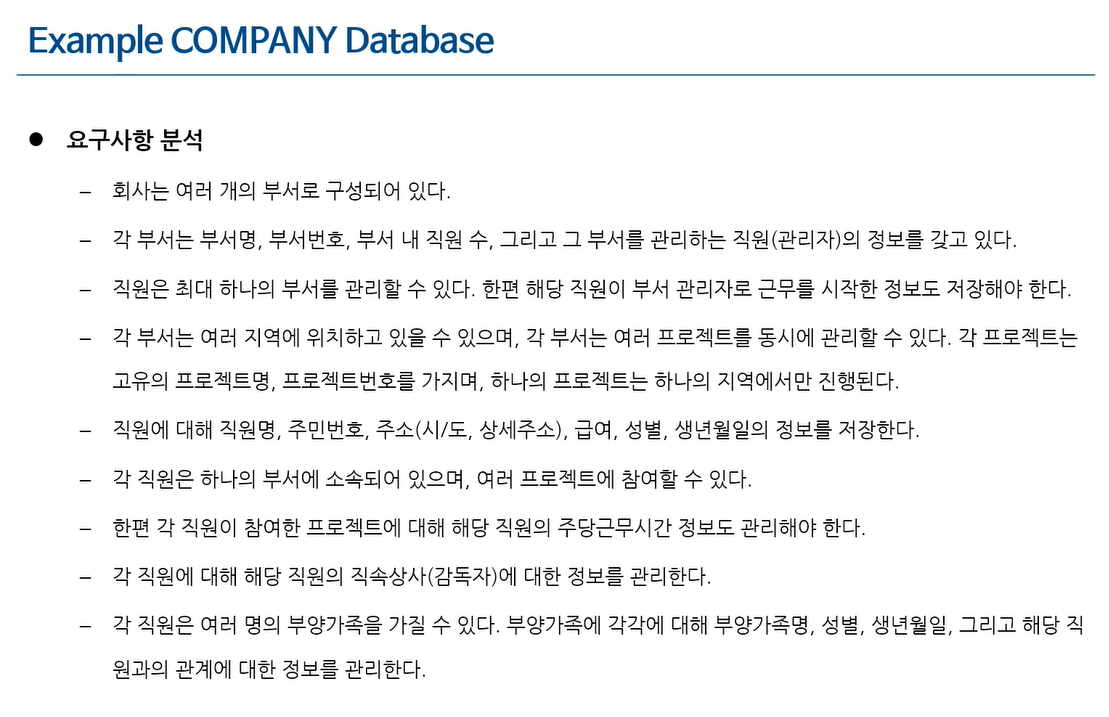 Example COMPANY Database
● 요구사항 분석
– 회사는 여러 개의 부서로 구성되어 있다.
– 각 부서는 부서명, 부서번호, 부서 내 직원 수, 그리고 그 부서를 관리하는 직원(관리자)의 정보를 갖고 있다.
– 직원은 최대 하나의 부서를 관리할 수 있다. 한편 해당 직원이 부서 관리자로 근무를 시작한 정보도 저장해야 한다.
– 각 부서는 여러 지역에 위치하고 있을 수 있으며, 각 부서는 여러 프로젝트를 동시에 관리할 수 있다. 각 프로젝트는
고유의 프로젝트명, 프로젝트번호를 가지며, 하나의 프로젝트는 하나의 지역에서만 진행된다.
– 직원에 대해 직원명, 주민번호, 주소(시/도, 상세주소), 급여, 성별, 생년월일의 정보를 저장한다.
– 각 직원은 하나의 부서에 소속되어 있으며, 여러 프로젝트에 참여할 수 있다.
– 한편 각 직원이 참여한 프로젝트에 대해 해당 직원의 주당근무시간 정보도 관리해야 한다.
– 각 직원에 대해 해당 직원의 직속상사(감독자)에 대한 정보를 관리한다.
– 각 직원은 여러 명의 부양가족을 가질 수 있다. 부양가족에 각각에 대해 부양가족명, 성별, 생년월일, 그리고 해당 직
원과의 관계에 대한 정보를 관리한다.